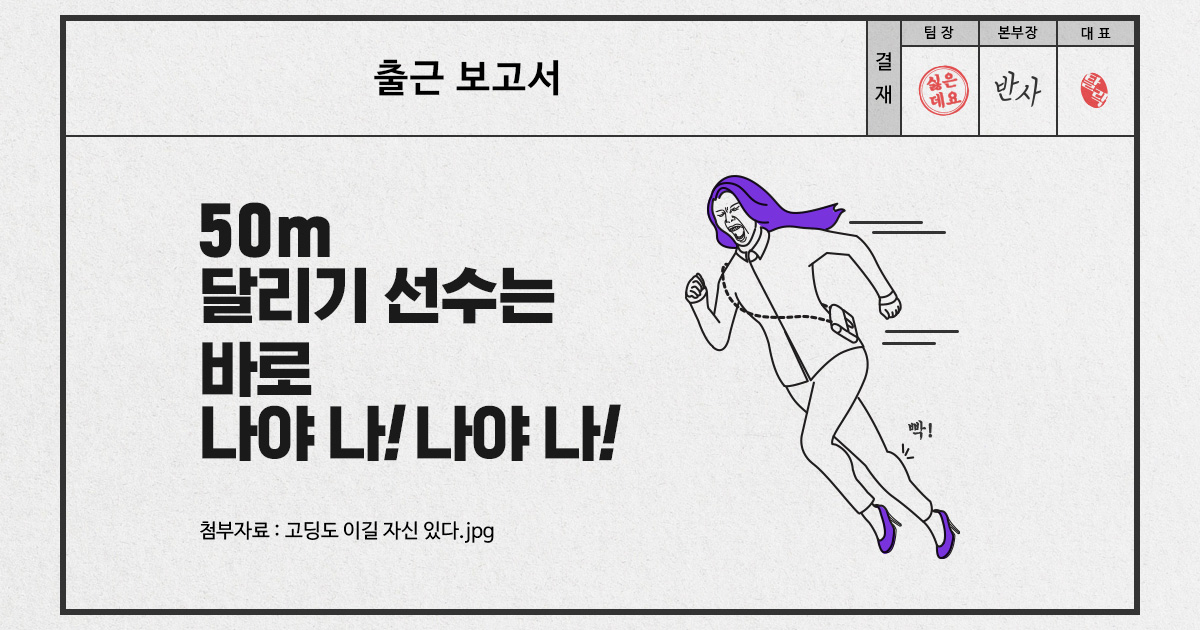 출근 보고서
결재
팀 장
본부장
대 표
싫은
데요
반사
50m
달리기 선수는
바로
나야 나! 나야 나!
빡!
첨부자료 : 고딩도 이길 자신 있다.jpg